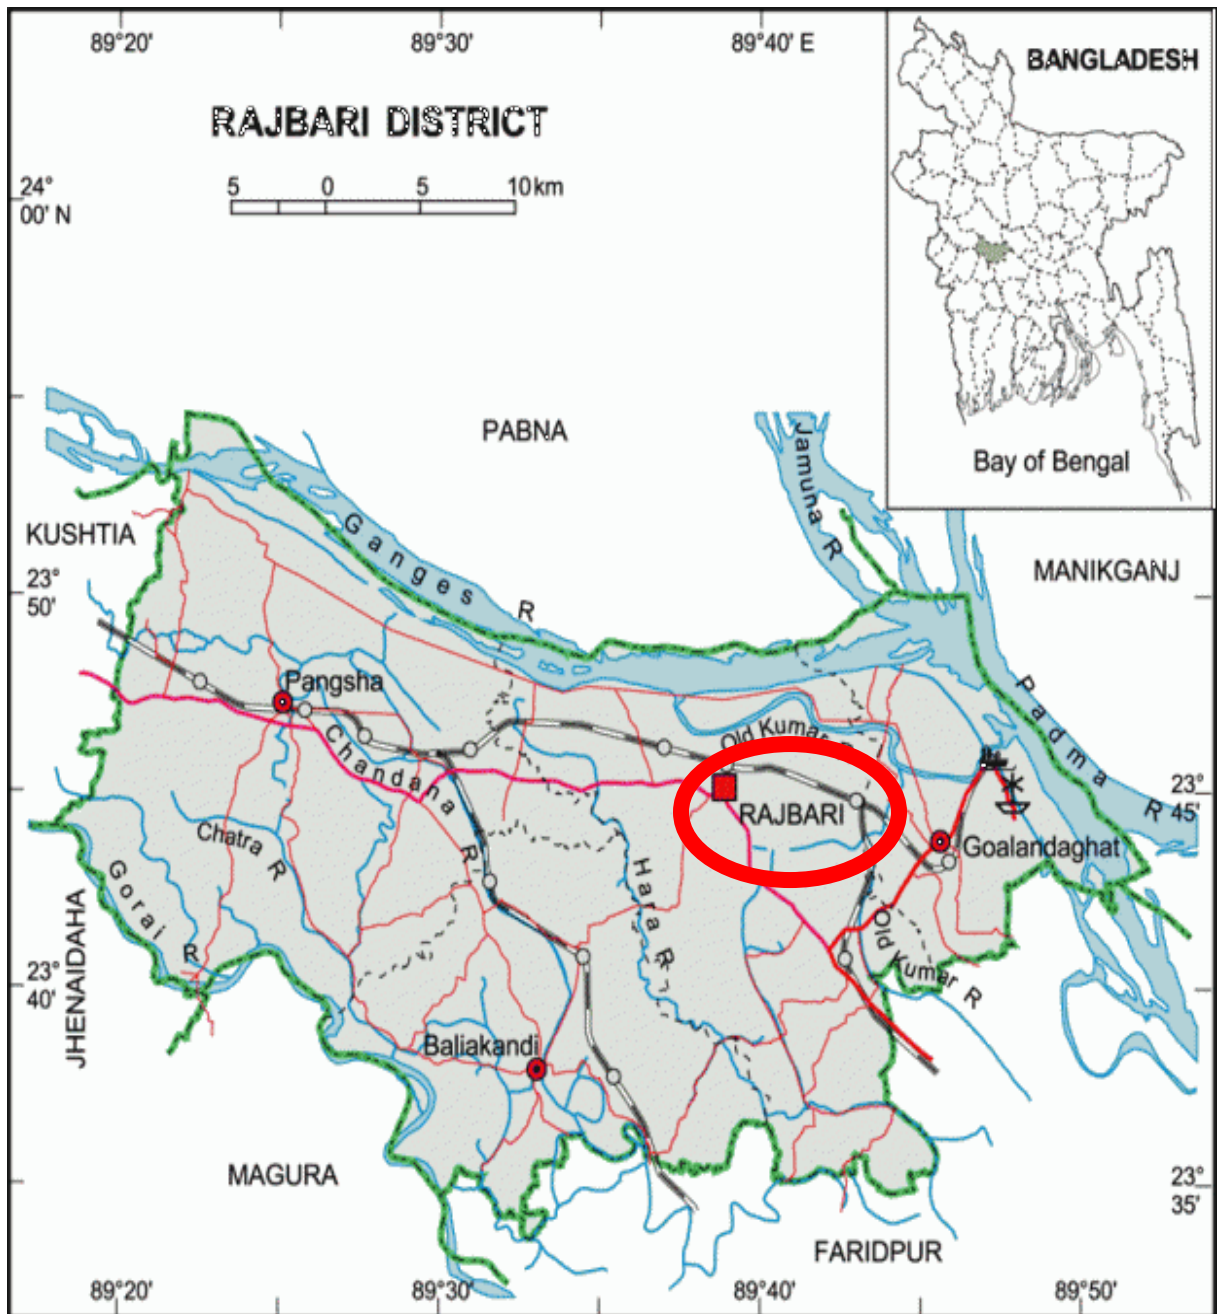 89°20' 89°30' 89°40' E
BANGLADESH
RAJBARI DISTRICT
5 0 5 10 km
24°
00' N
Bay of Bengal
PABNA
Jamuna R
KUSHTIA
Ganges R
MANIKGANJ
23°
50'
Pangsha
Padma R
Old Kumar R
Chandana R
23°
45'
RAJBARI
Goalandaghat
Chatra R
Hara R
Gorai R
Old Kumar R
JHENAIDAHA
23°
40'
Baliakandi
MAGURA
23°
35'
FARIDPUR
89°20' 89°30' 89°40' 89°50'